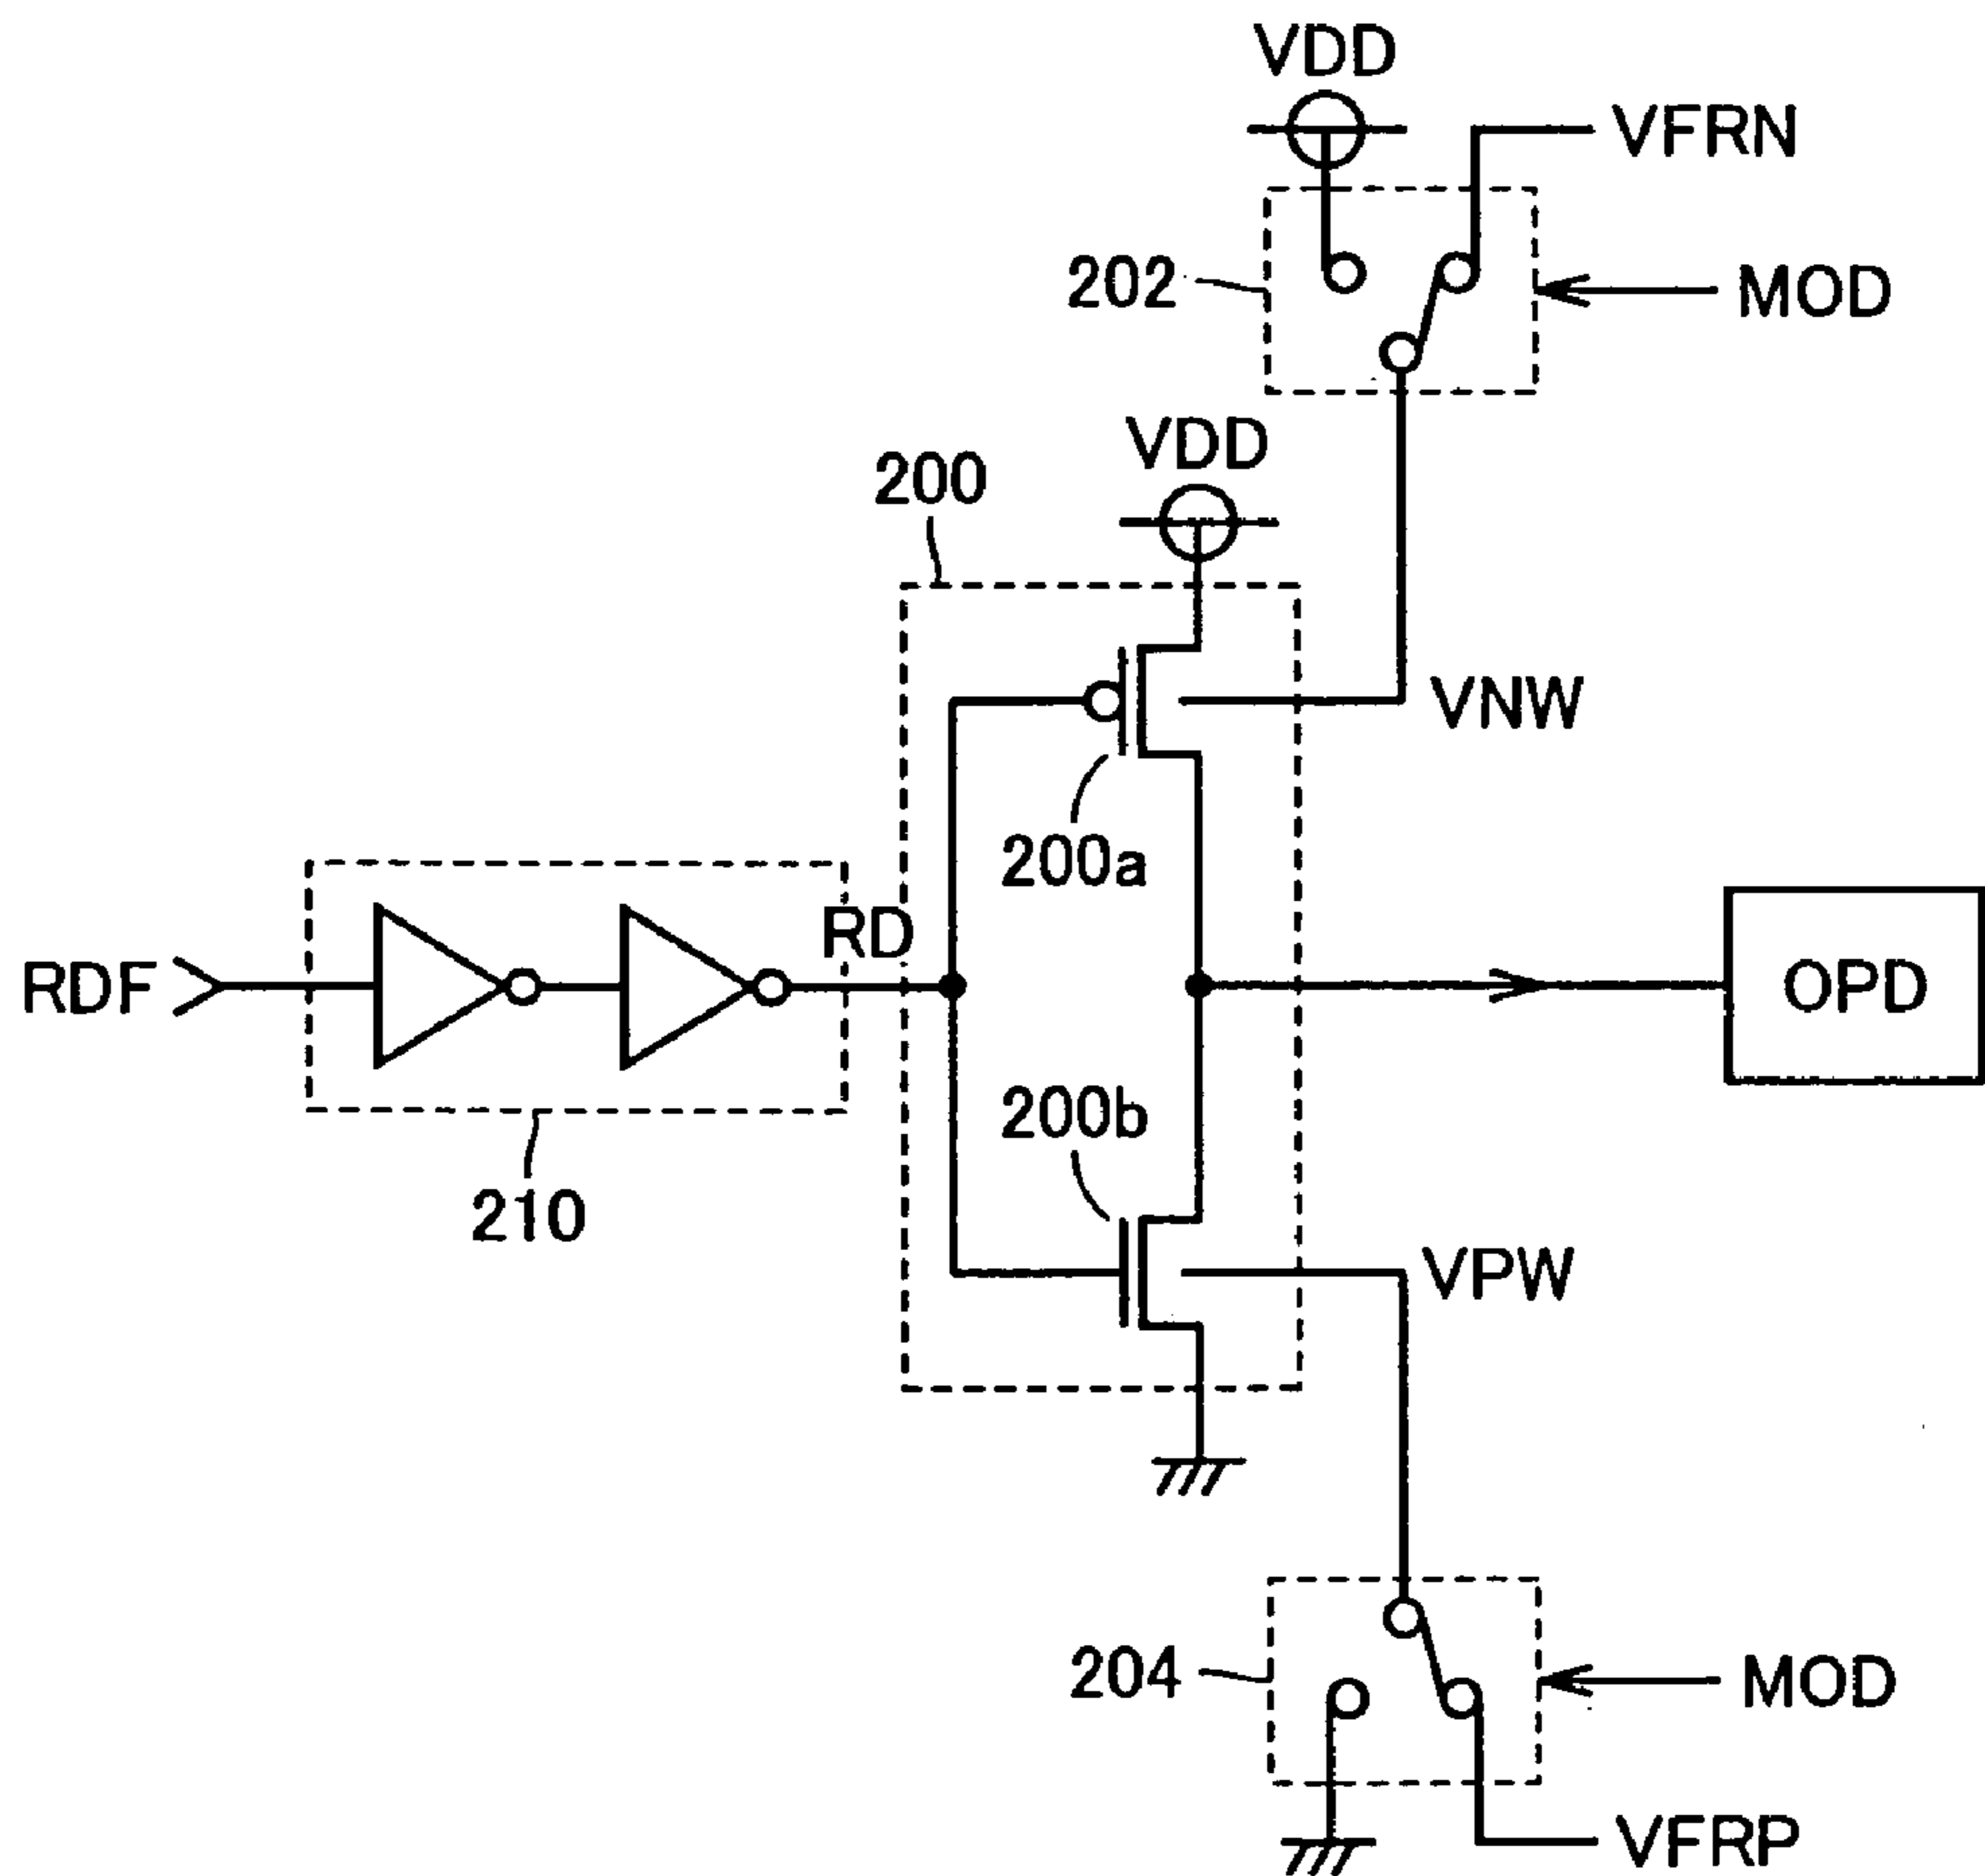 VDD
VFRN
202
MOD
VDD
200
VNW
200a
RD
RDF
OPD
200b
210
VPW
204
MOD
VFRP